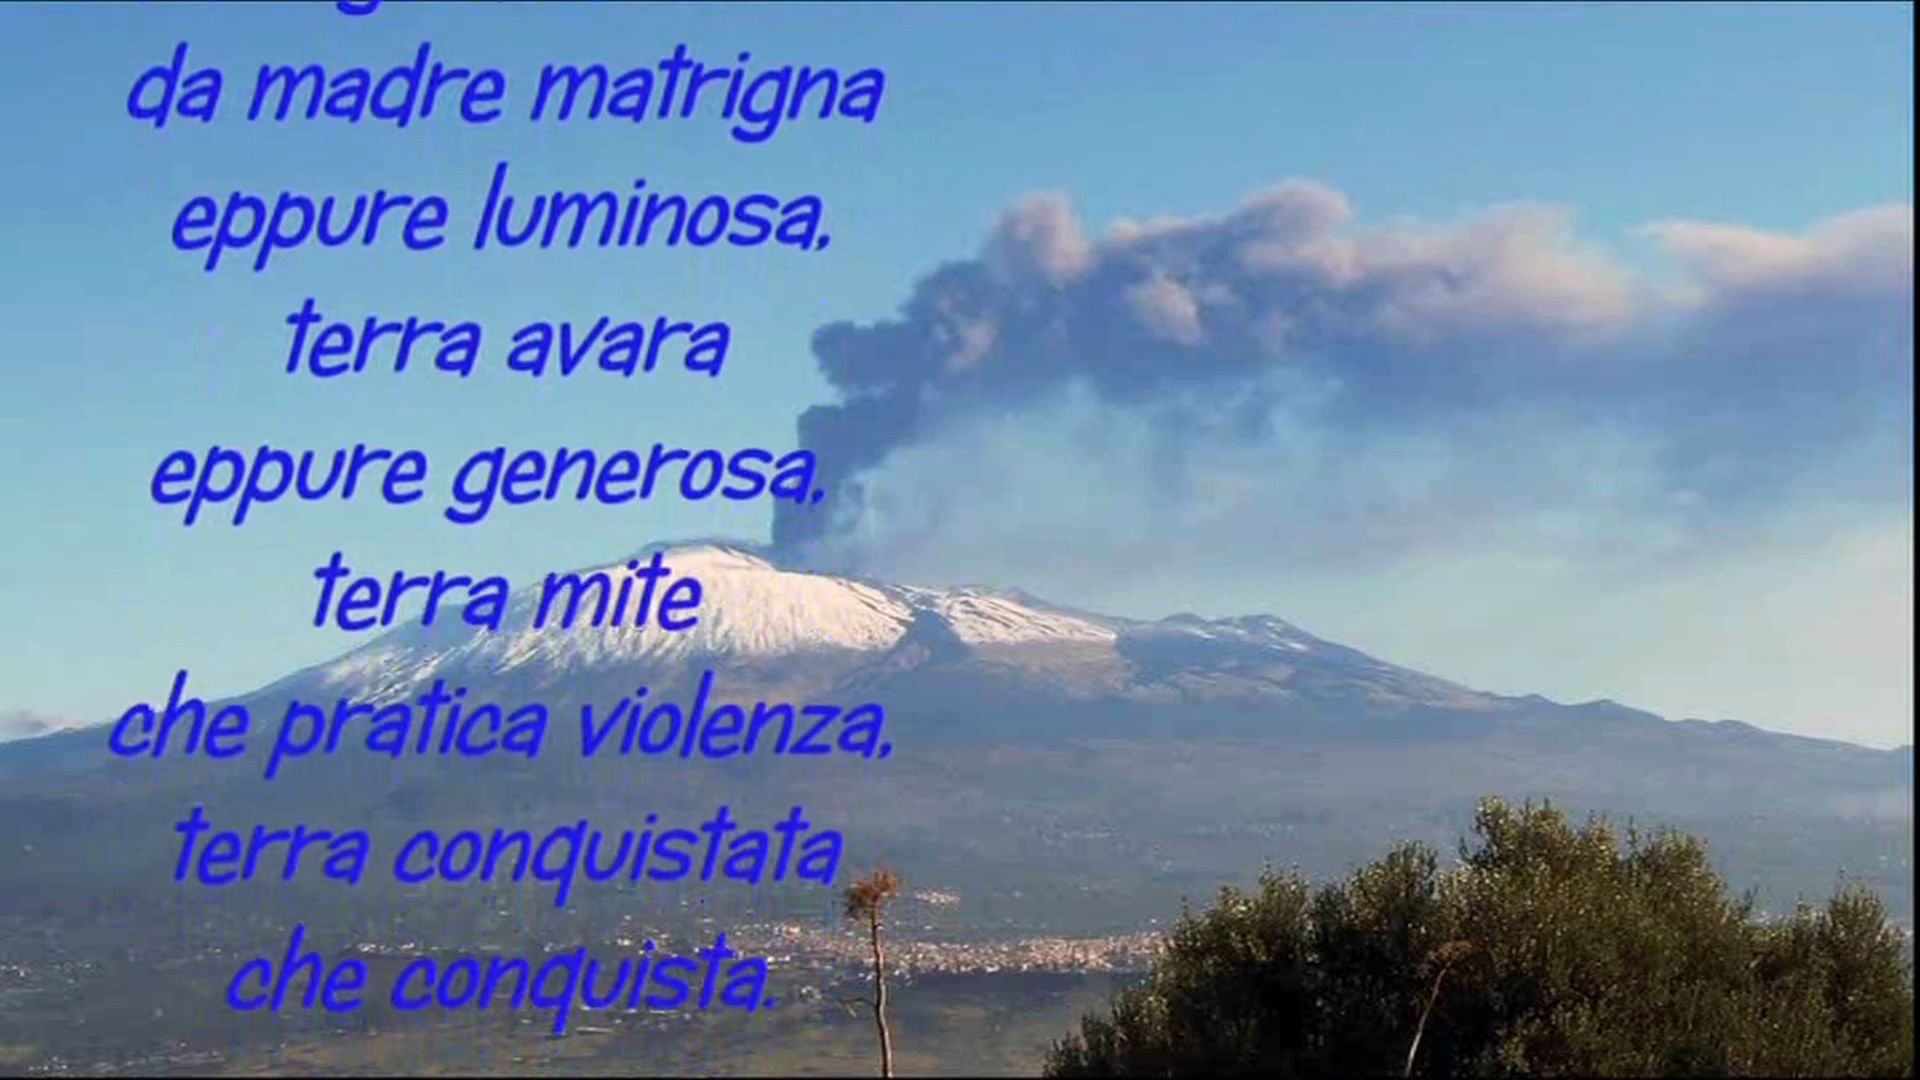 da madre matrigna
eppure luminosa,
terra avara
eppure generosa,
terra mite
che pratica violenza,
terra conquistata
che conquista.